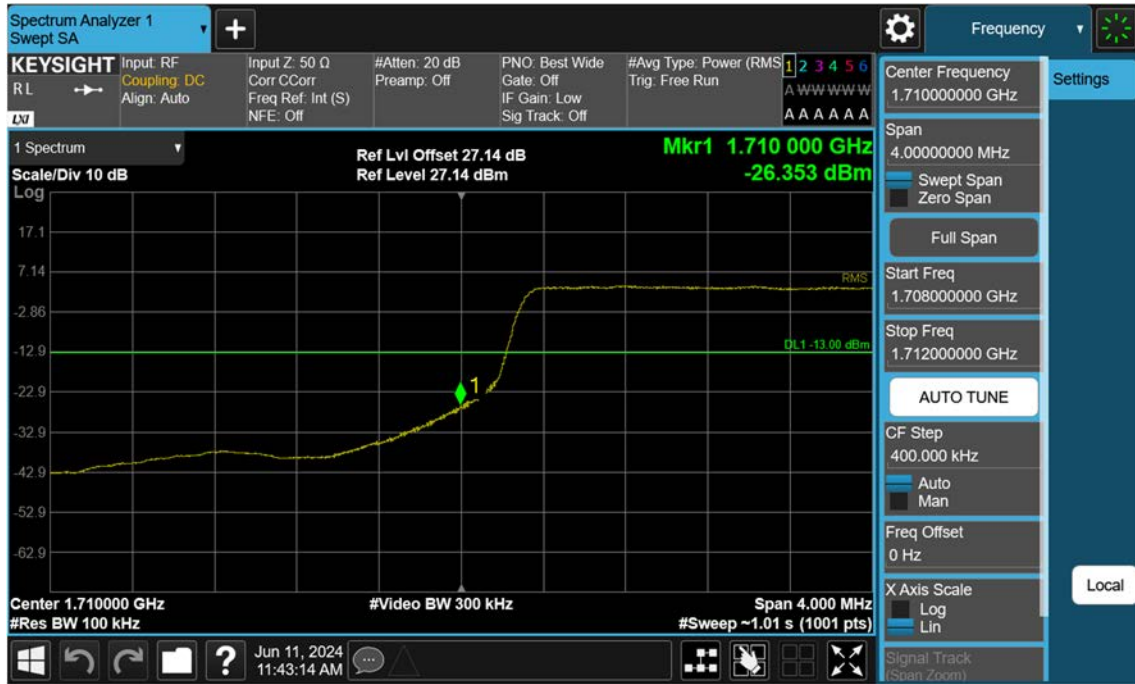 Spectrum Analyzer 1
Swept SA
+
Frequency
KEYSIGHT
RL
LXI
Input: RF
Coupling: DC
Align: Auto
Input Z: 50 Ω
Corr CCorr
Freq Ref: Int (S)
NFE: Off
#Atten: 20 dB
Preamp: Off
PNO: Best Wide
Gate: Off
IF Gain: Low
Sig Track: Off
#Avg Type: Power (RMS
Trig: Free Run
1 2 3 4 5 6
A W W W W W
A A A A A A
1 Spectrum
Scale/Div 10 dB
Log
Ref Lvl Offset 27.14 dB
Ref Level 27.14 dBm
Mkr1 1.710 000 GHz
-26.353 dBm
17.1
7.14
RMS
-2.86
-12.9
DL1 -13.00 dBm
-22.9
1
-32.9
-42.9
-52.9
-62.9
Center 1.710000 GHz
#Video BW 300 kHz
Span 4.000 MHz
#Res BW 100 kHz
#Sweep ~1.01 s (1001 pts)
Center Frequency
1.710000000 GHz
Settings
Span
4.00000000 MHz
Swept Span
Zero Span
Full Span
Start Freq
1.708000000 GHz
Stop Freq
1.712000000 GHz
AUTO TUNE
CF Step
400.000 kHz
Auto
Man
Freq Offset
0 Hz
X Axis Scale
Log
Lin
Local
Signal Track
(Span Zoom)
?
Jun 11, 2024
11:43:14 AM